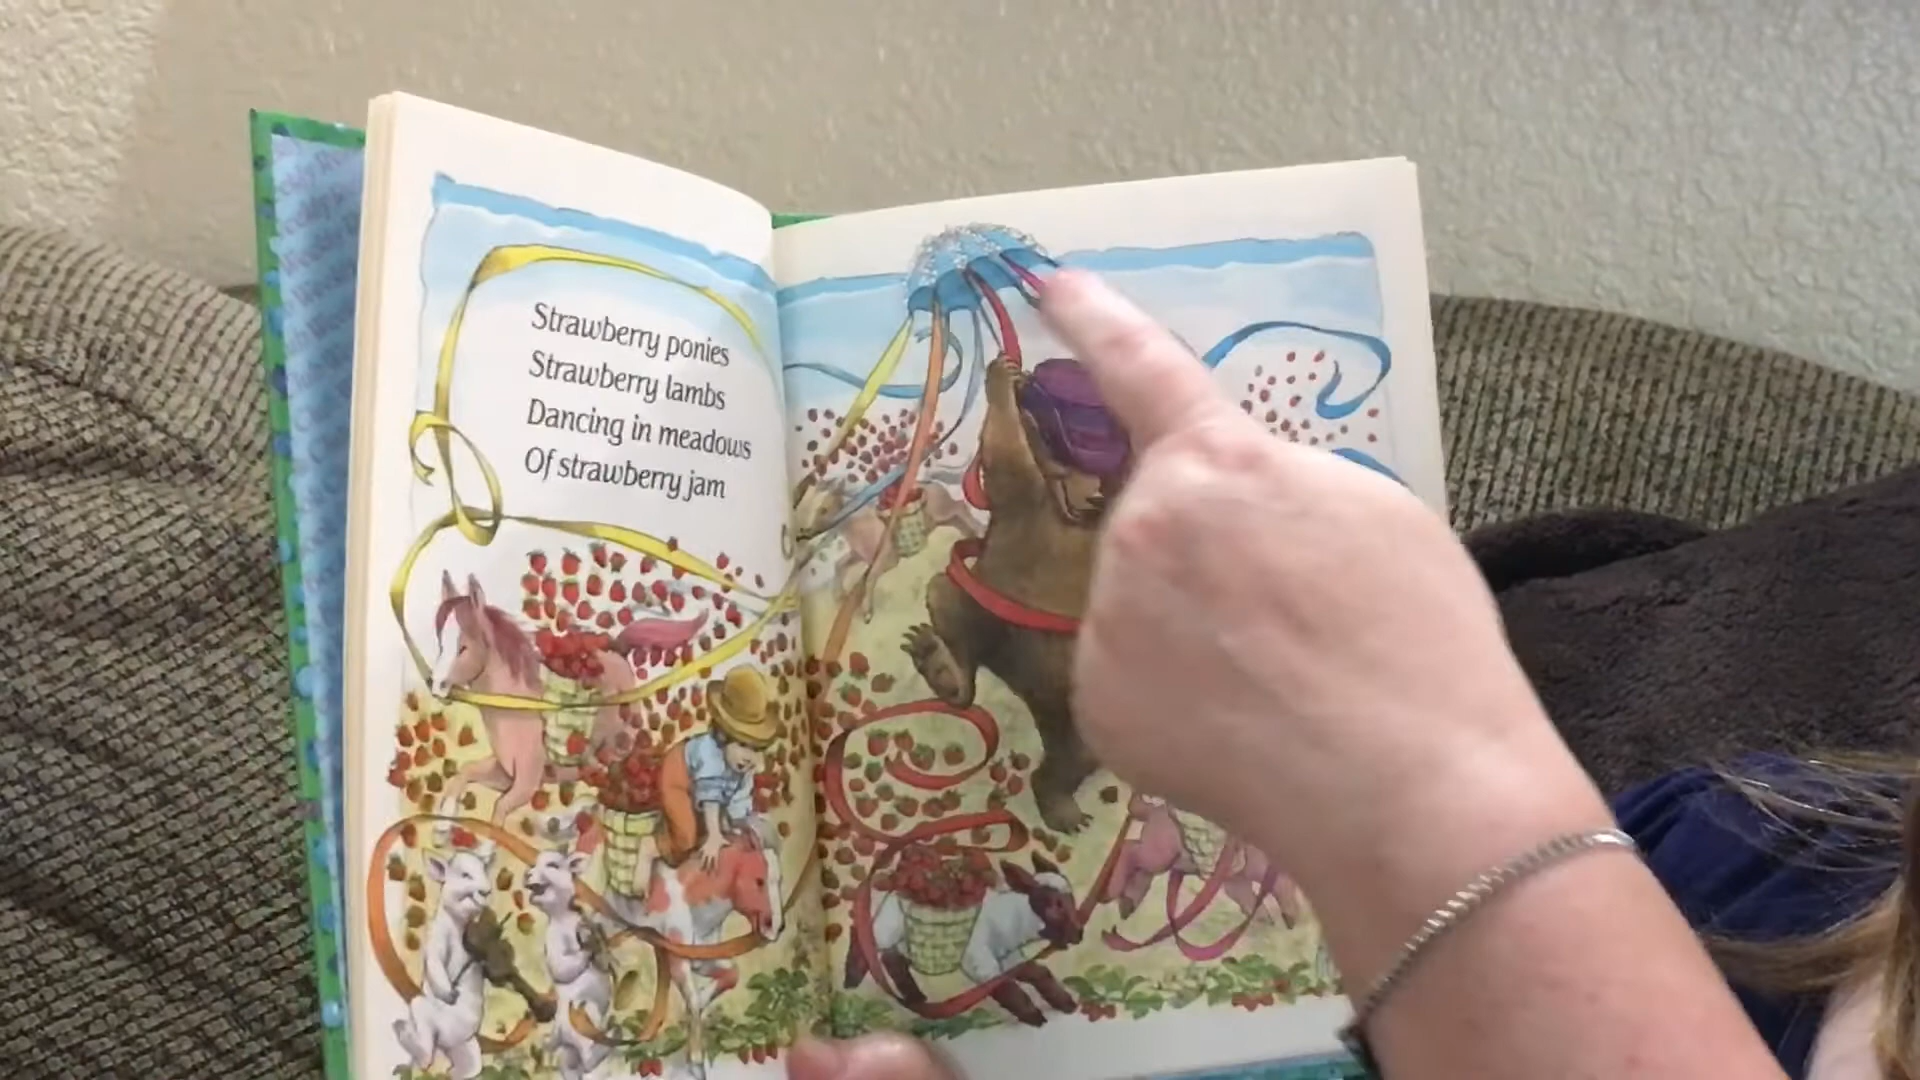 Strawberry ponies
Strawberry lambs
Dancing in meadows
Of strawberry jam